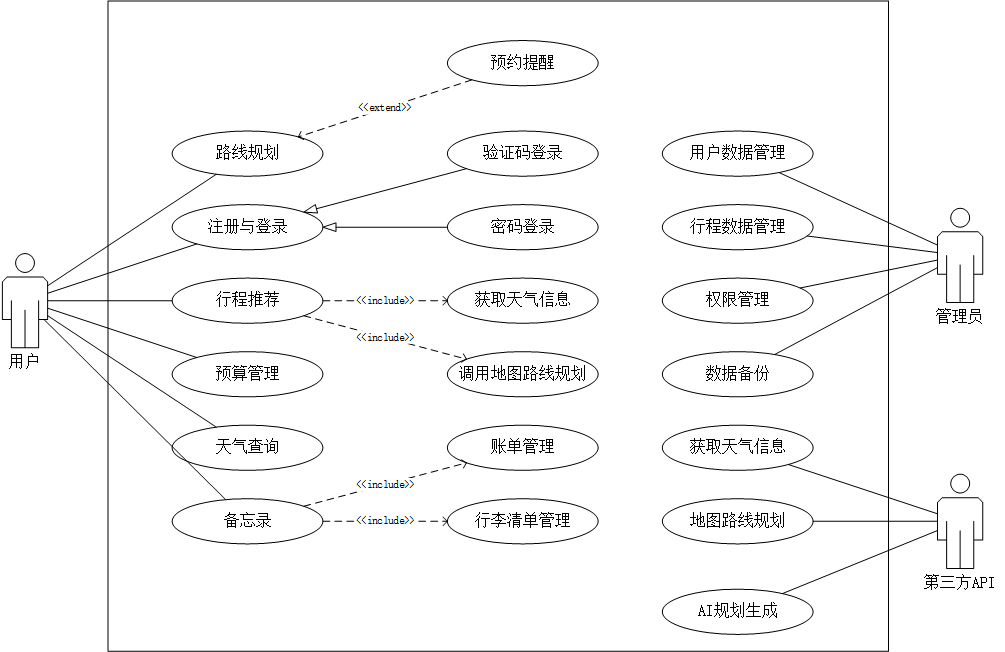 预约提醒
<<extend>>
路线规划
验证码登录
用户数据管理
注册与登录
密码登录
行程数据管理
行程推荐
<<include>>
获取天气信息
权限管理
管理员
<<include>>
用户
预算管理
调用地图路线规划
数据备份
天气查询
账单管理
获取天气信息
<<include>>
备忘录
<<include>>
行李清单管理
地图路线规划
第三方API
AI规划生成